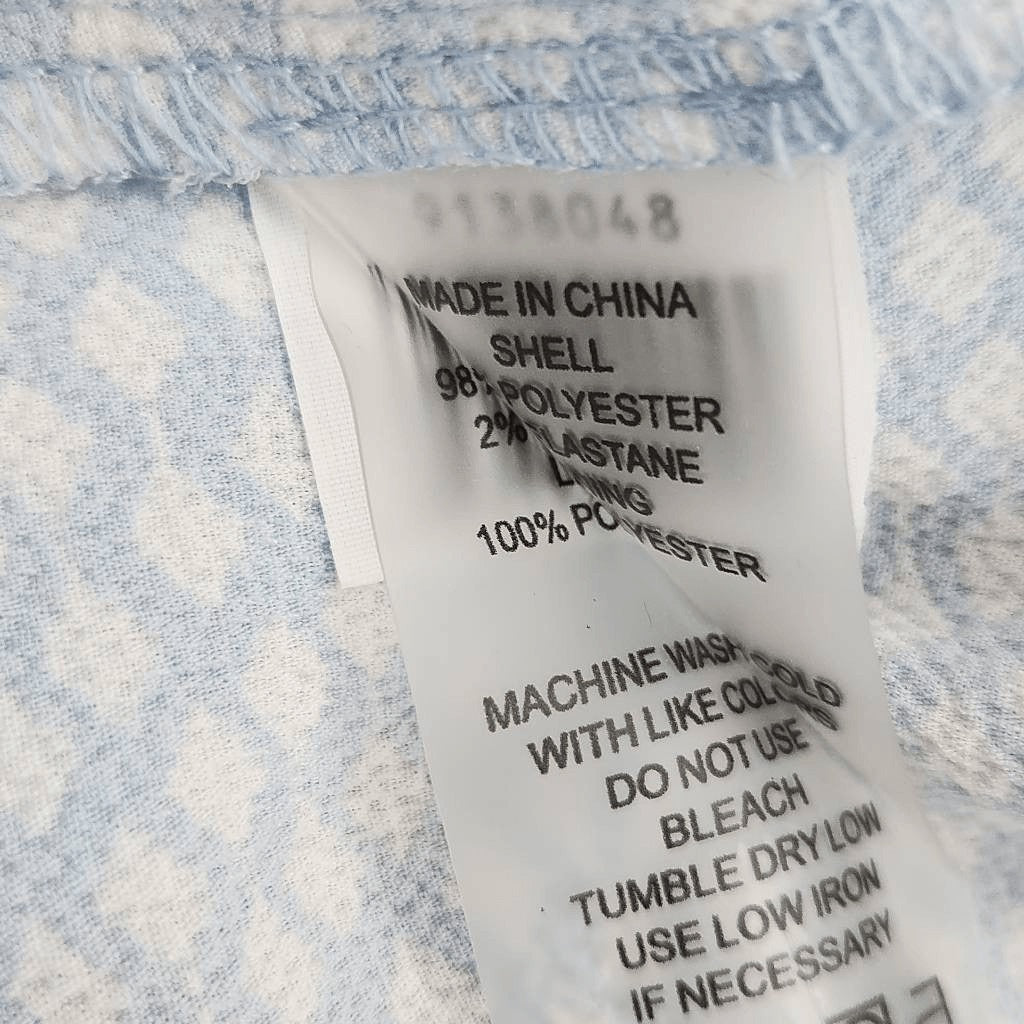 9138048
MADE IN CHINA
SHELL
98% POLYESTER
2% ELASTANE
LINING
100% POLYESTER
MACHINE WASH COLD
WITH LIKE COLORS
DO NOT USE
BLEACH
TUMBLE DRY LOW
USE LOW IRON
IF NECESSARY